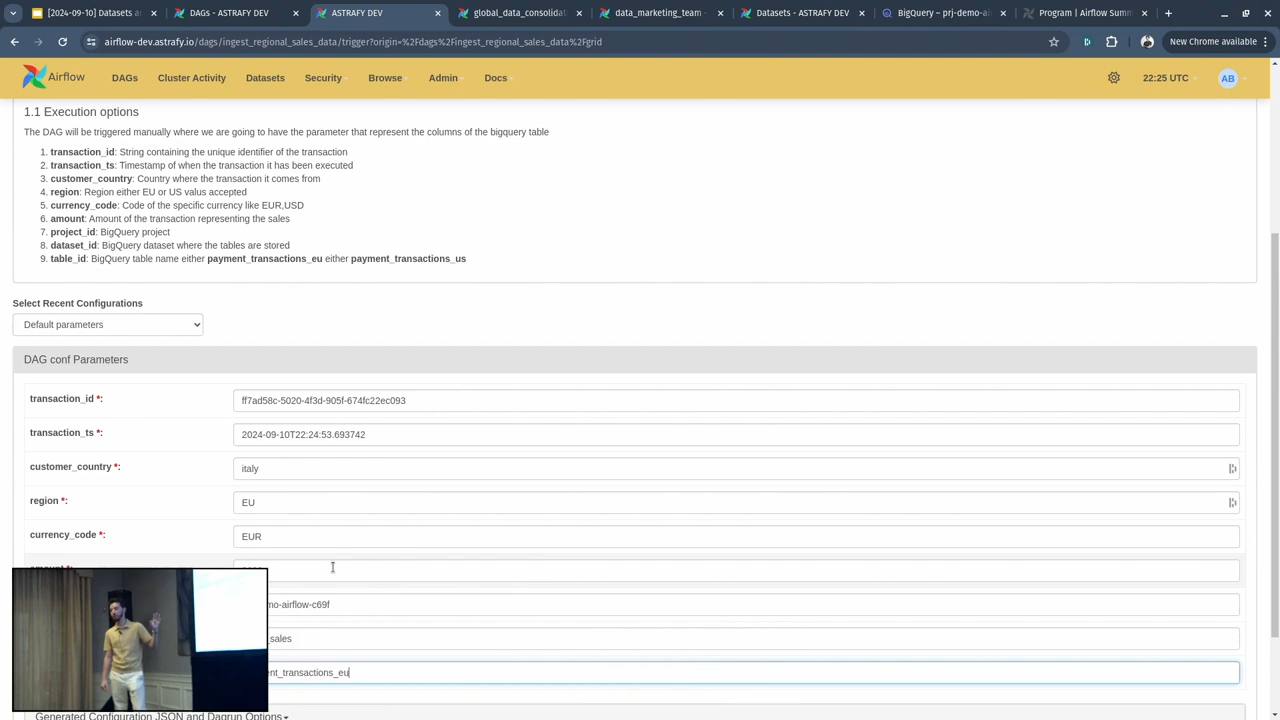 [2024-09-10] Datasets a
DAGs - ASTRAFY DEV
ASTRAFY DEV
global_data_consolidat
data_marketing_team
Datasets - ASTRAFY DEV
BigQuery – prj-demo-ai
Program | Airflow Summ
airflow-dev.astrafy.io/dags/ingest_regional_sales_data/trigger?origin=%2Fdags%2Fingest_regional_sales_data%2Fgrid
New Chrome available
Airflow
DAGs
Cluster Activity
Datasets
Security
Browse
Admin
Docs
22:25 UTC
AB
1.1 Execution options
The DAG will be triggered manually where we are going to have the parameter that represent the columns of the bigquery table
1. transaction_id: String containing the unique identifier of the transaction
2. transaction_ts: Timestamp of when the transaction it has been executed
3. customer_country: Country where the transaction it comes from
4. region: Region either EU or US valus accepted
5. currency_code: Code of the specific currency like EUR,USD
6. amount: Amount of the transaction representing the sales
7. project_id: BigQuery project
8. dataset_id: BigQuery dataset where the tables are stored
9. table_id: BigQuery table name either payment_transactions_eu either payment_transactions_us
Select Recent Configurations
Default parameters
DAG conf Parameters
transaction_id *: ff7ad58c-5020-4f3d-905f-674fc22ec093
transaction_ts *: 2024-09-10T22:24:53.693742
customer_country *: italy
region *: EU
currency_code *: EUR
mo-airflow-c69f
_sales
ent_transactions_eu
Generated Configuration JSON and Dagrun Options